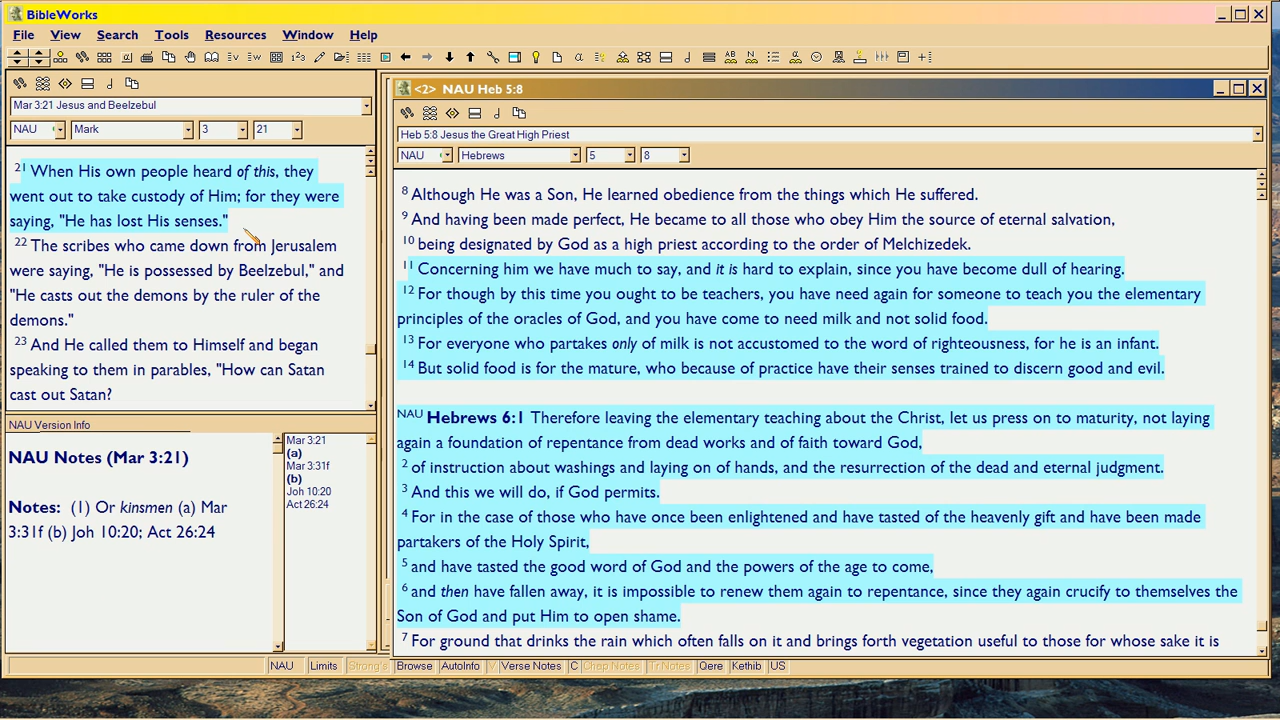 BibleWorks
File View Search Tools Resources Window Help
Mar 3:21 Jesus and Beelzebul
NAU Mark 3 21
21 When His own people heard of this, they
went out to take custody of Him; for they were
saying, "He has lost His senses."
22 The scribes who came down from Jerusalem
were saying, "He is possessed by Beelzebul," and
"He casts out the demons by the ruler of the
demons."
23 And He called them to Himself and began
speaking to them in parables, "How can Satan
cast out Satan?
NAU Version Info
NAU Notes (Mar 3:21)
Notes: (1) Or kinsmen (a) Mar
3:31f (b) Joh 10:20; Act 26:24
Mar 3:21
(a)
Mar 3:31f
(b)
Joh 10:20
Act 26:24
<2> NAU Heb 5:8
Heb 5:8 Jesus the Great High Priest
NAU Hebrews 5 8
8 Although He was a Son, He learned obedience from the things which He suffered.
9 And having been made perfect, He became to all those who obey Him the source of eternal salvation,
10 being designated by God as a high priest according to the order of Melchizedek.
11 Concerning him we have much to say, and it is hard to explain, since you have become dull of hearing.
12 For though by this time you ought to be teachers, you have need again for someone to teach you the elementary
principles of the oracles of God, and you have come to need milk and not solid food.
13 For everyone who partakes only of milk is not accustomed to the word of righteousness, for he is an infant.
14 But solid food is for the mature, who because of practice have their senses trained to discern good and evil.
NAU Hebrews 6:1 Therefore leaving the elementary teaching about the Christ, let us press on to maturity, not laying
again a foundation of repentance from dead works and of faith toward God,
2 of instruction about washings and laying on of hands, and the resurrection of the dead and eternal judgment.
3 And this we will do, if God permits.
4 For in the case of those who have once been enlightened and have tasted of the heavenly gift and have been made
partakers of the Holy Spirit,
5 and have tasted the good word of God and the powers of the age to come,
6 and then have fallen away, it is impossible to renew them again to repentance, since they again crucify to themselves the
Son of God and put Him to open shame.
7 For ground that drinks the rain which often falls on it and brings forth vegetation useful to those for whose sake it is
NAU Limits Strong's Browse AutoInfo V Verse Notes C Chap Notes Tr Notes Qere Kethib US